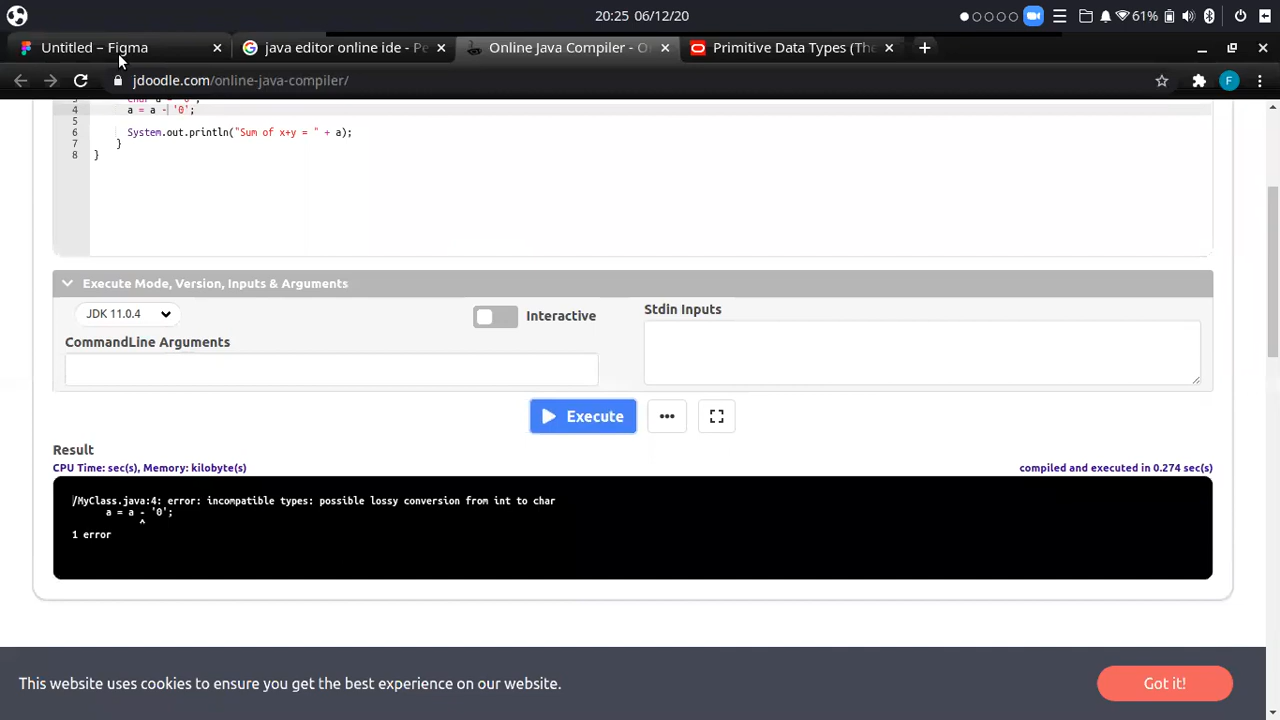 20:25 06/12/20
61%
Untitled – Figma
java editor online ide - Pe
Online Java Compiler - O
Primitive Data Types (The
jdoodle.com/online-java-compiler/
F
4 a = a - '0';
5
6 System.out.println("Sum of x+y = " + a);
7 }
8 }
Execute Mode, Version, Inputs & Arguments
JDK 11.0.4
Interactive
Stdin Inputs
CommandLine Arguments
Execute
Result
CPU Time: sec(s), Memory: kilobyte(s)
compiled and executed in 0.274 sec(s)
/MyClass.java:4: error: incompatible types: possible lossy conversion from int to char
a = a - '0';
^
1 error
This website uses cookies to ensure you get the best experience on our website.
Got it!